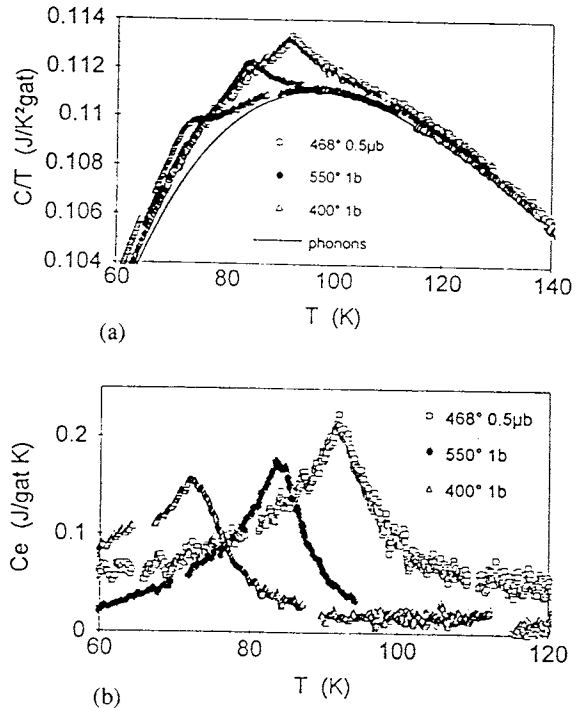 0.114
0.112
0.110
0.108
0.106
0.104
C/T (J/K²gat)
468° 0.5µb
550° 1b
400° 1b
phonons
60 80 100 120 140
T (K)
(a)
0.2
0.1
0
Ce (J/gat K)
468° 0.5µb
550° 1b
400° 1b
60 80 100 120
T (K)
(b)